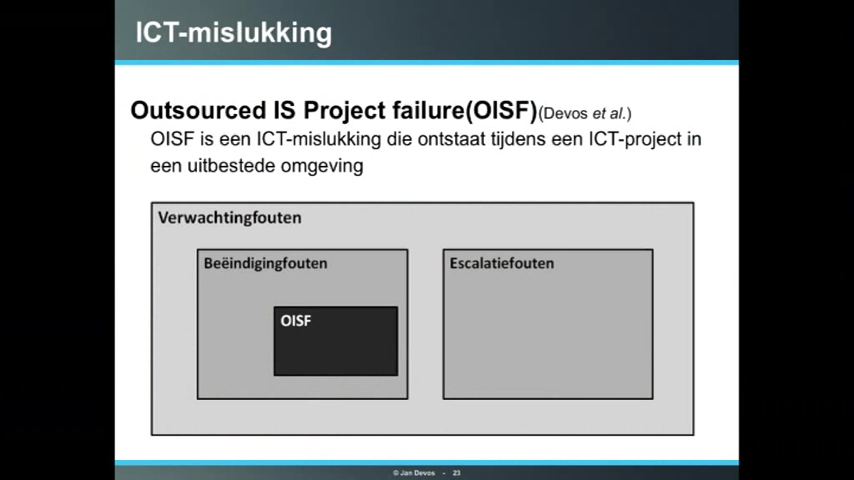 ICT-mislukking
Outsourced IS Project failure(OISF)(Devos et al.)
OISF is een ICT-mislukking die ontstaat tijdens een ICT-project in
een uitbestede omgeving
Verwachtingfouten
Beëindigingfouten
OISF
Escalatiefouten
© Jan Devos - 23